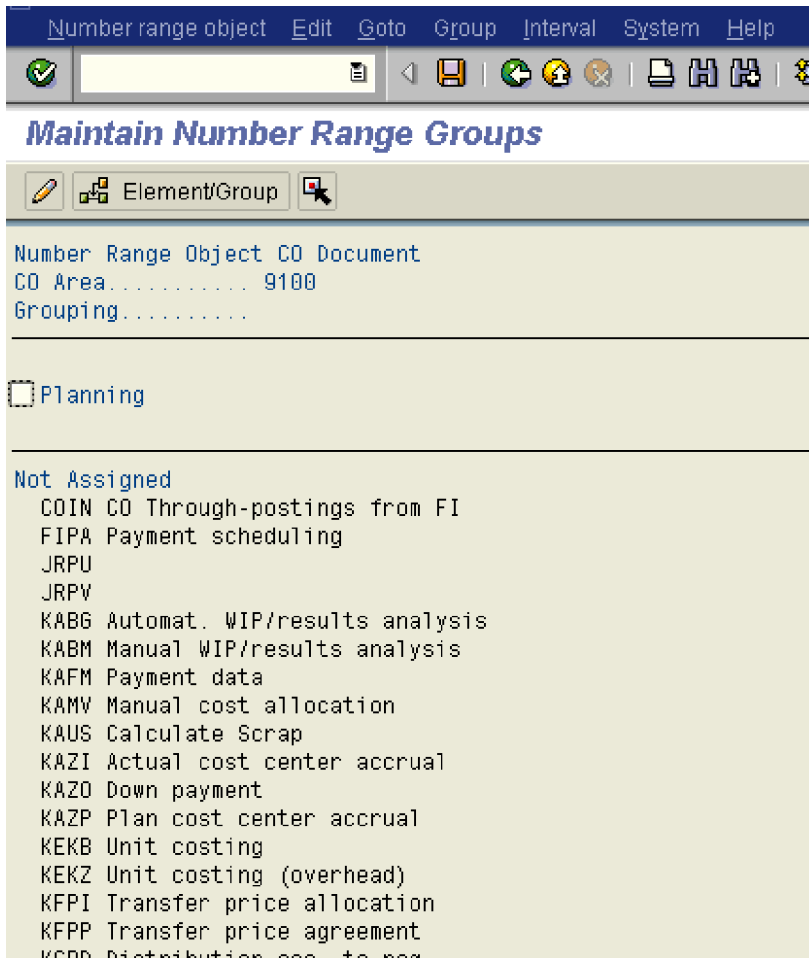 Number range object Edit Goto Group Interval System Help
Maintain Number Range Groups
Element/Group
Number Range Object CO Document
CO Area........... 9100
Grouping..........
Planning
Not Assigned
COIN CO Through-postings from FI
FIPA Payment scheduling
JRPU
JRPV
KABG Automat. WIP/results analysis
KABM Manual WIP/results analysis
KAFM Payment data
KAMV Manual cost allocation
KAUS Calculate Scrap
KAZI Actual cost center accrual
KAZO Down payment
KAZP Plan cost center accrual
KEKB Unit costing
KEKZ Unit costing (overhead)
KFPI Transfer price allocation
KFPP Transfer price agreement